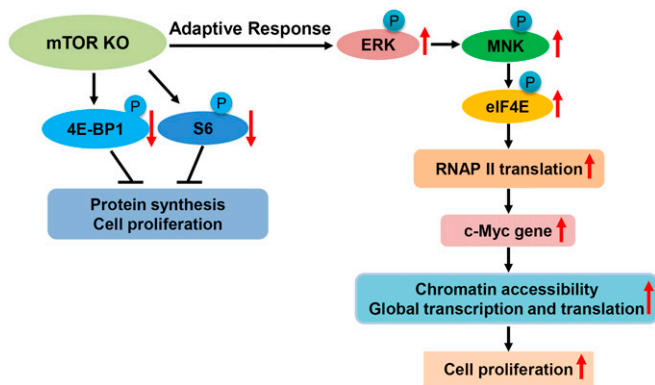 mTOR KO
Adaptive Response
P
ERK
P
MNK
P
4E-BP1
P
S6
P
eIF4E
Protein synthesis
Cell proliferation
RNAP II translation
c-Myc gene
Chromatin accessibility
Global transcription and translation
Cell proliferation